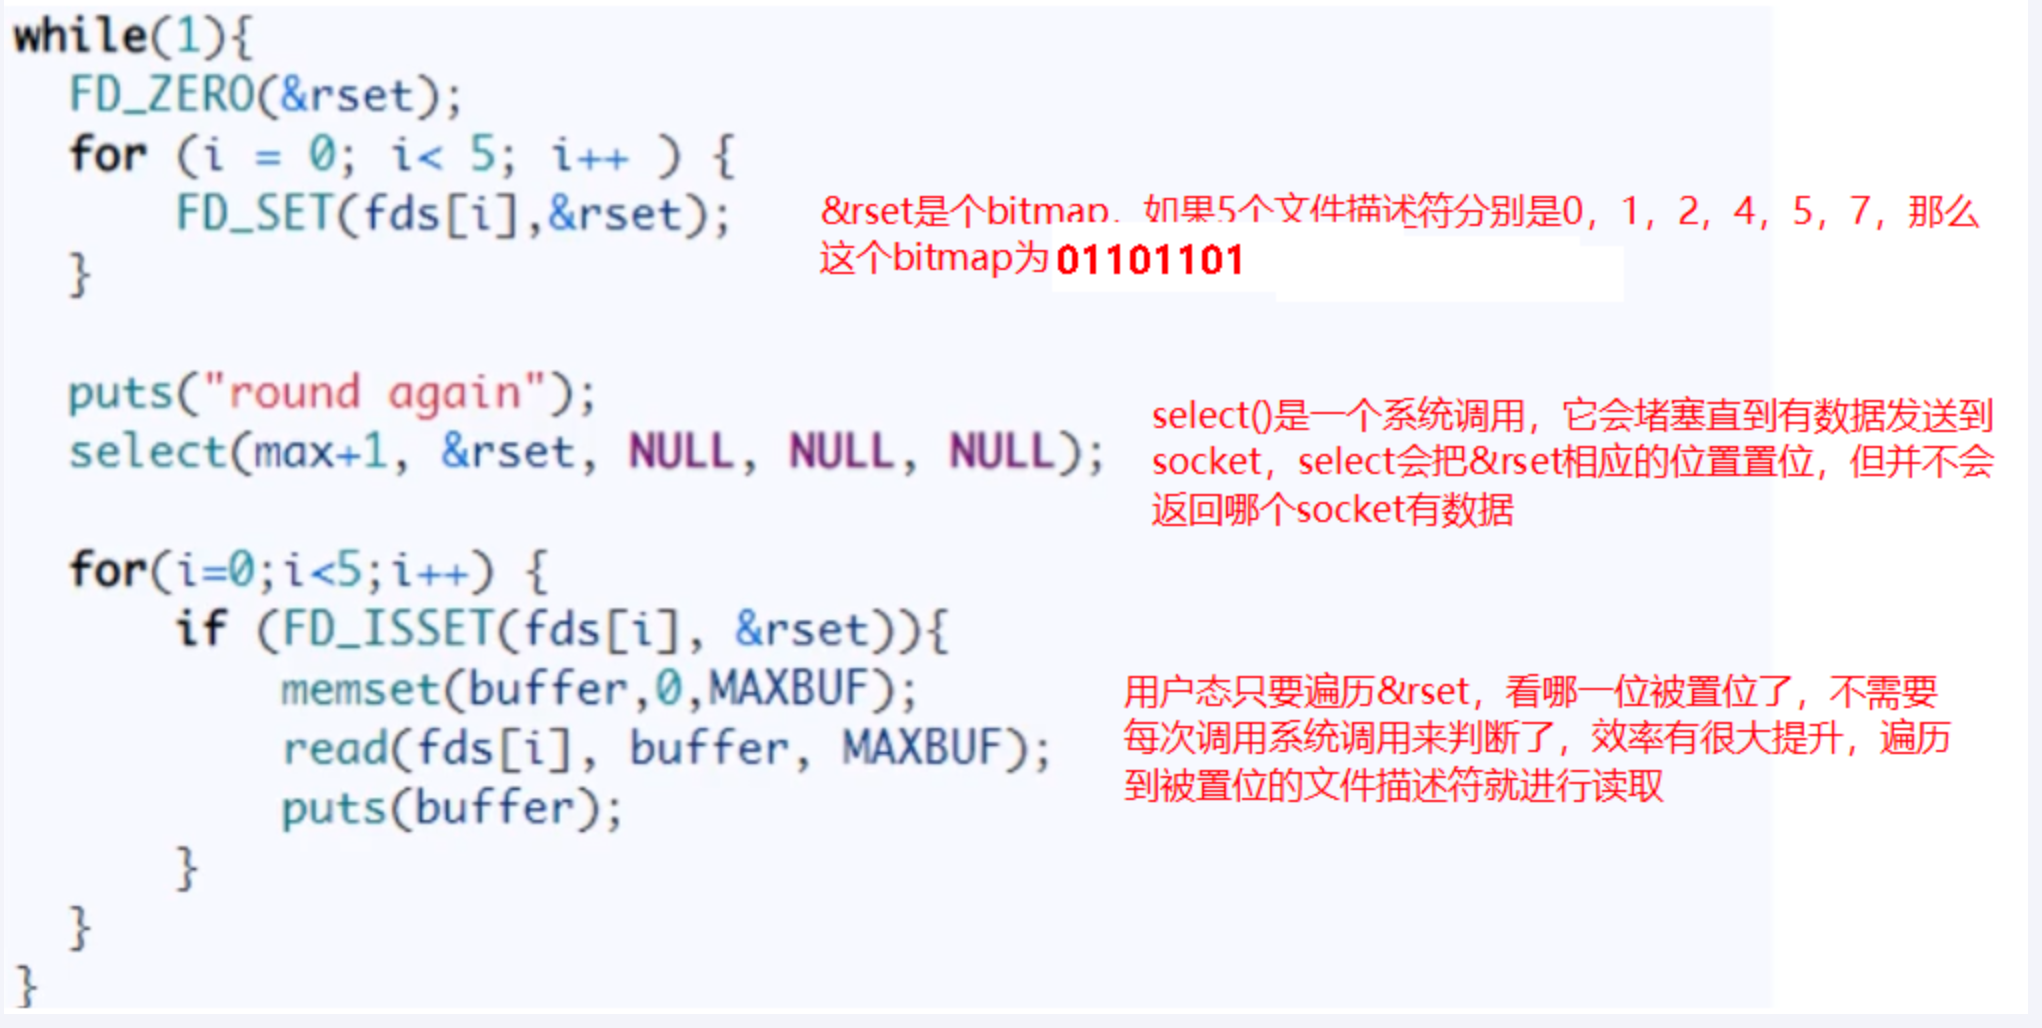 while(1){
FD_ZERO(&rset);
for (i = 0; i< 5; i++ ) {
FD_SET(fds[i],&rset);
}
&rset是个bitmap，如果5个文件描述符分别是0，1，2，4，5，7，那么
这个bitmap为01101101
puts("round again");
select(max+1, &rset, NULL, NULL, NULL);
select()是一个系统调用，它会堵塞直到有数据发送到
socket，select会把&rset相应的位置置位，但并不会
返回哪个socket有数据
for(i=0;i<5;i++) {
if (FD_ISSET(fds[i], &rset)){
memset(buffer,0,MAXBUF);
read(fds[i], buffer, MAXBUF);
puts(buffer);
}
}
}
用户态只要遍历&rset，看哪一位被置位了，不需要
每次调用系统调用来判断了，效率有很大提升，遍历
到被置位的文件描述符就进行读取